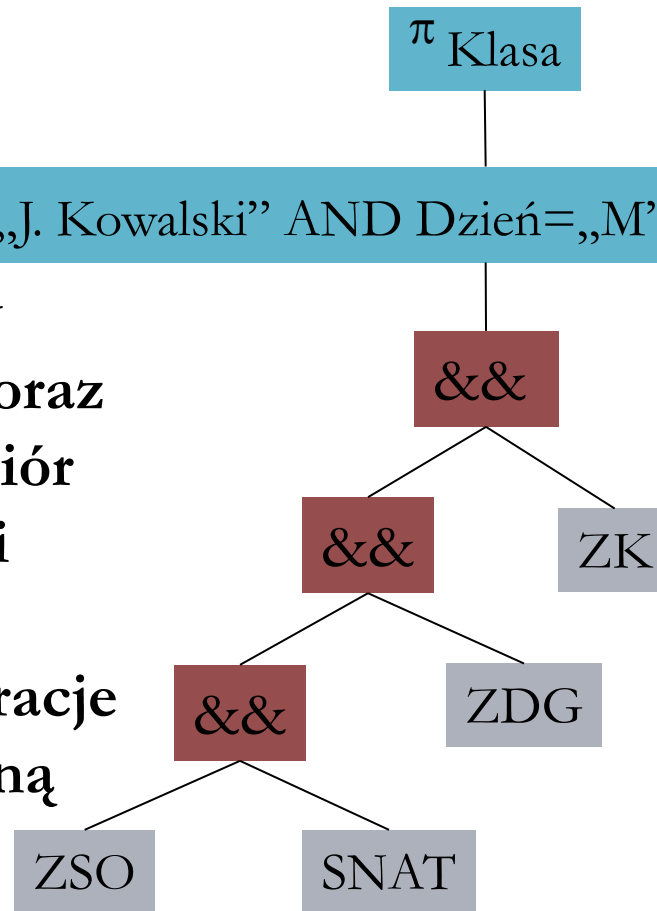 π Klasa
„J. Kowalski” AND Dzień=„M”
oraz
&&
iór
i
&&
ZK
racje
&&
ZDG
ną
ZSO
SNAT